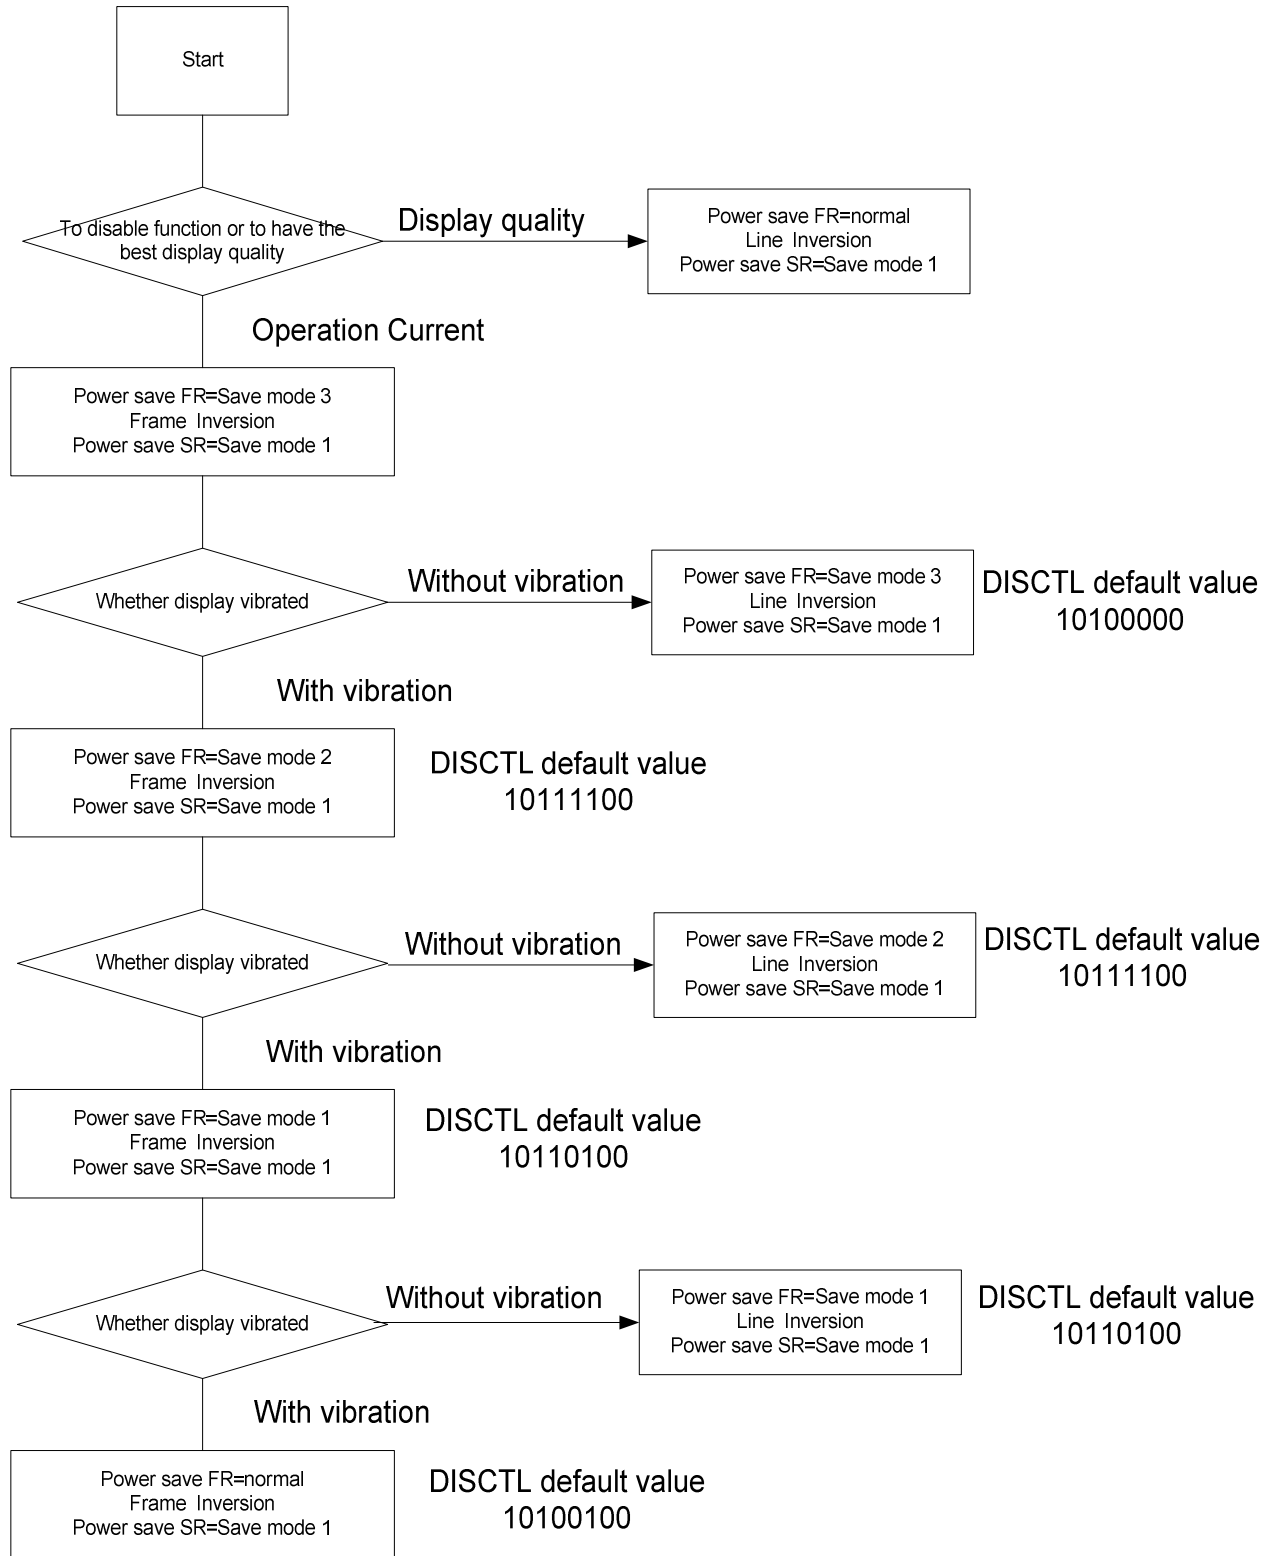 Start
To disable function or to have the
best display quality
Display quality
Power save FR=normal
Line Inversion
Power save SR=Save mode 1
Operation Current
Power save FR=Save mode 3
Frame Inversion
Power save SR=Save mode 1
Whether display vibrated
Without vibration
Power save FR=Save mode 3
Line Inversion
Power save SR=Save mode 1
DISCTL default value
10100000
With vibration
Power save FR=Save mode 2
Frame Inversion
Power save SR=Save mode 1
DISCTL default value
10111100
Whether display vibrated
Without vibration
Power save FR=Save mode 2
Line Inversion
Power save SR=Save mode 1
DISCTL default value
10111100
With vibration
Power save FR=Save mode 1
Frame Inversion
Power save SR=Save mode 1
DISCTL default value
10110100
Whether display vibrated
Without vibration
Power save FR=Save mode 1
Line Inversion
Power save SR=Save mode 1
DISCTL default value
10110100
With vibration
Power save FR=normal
Frame Inversion
Power save SR=Save mode 1
DISCTL default value
10100100